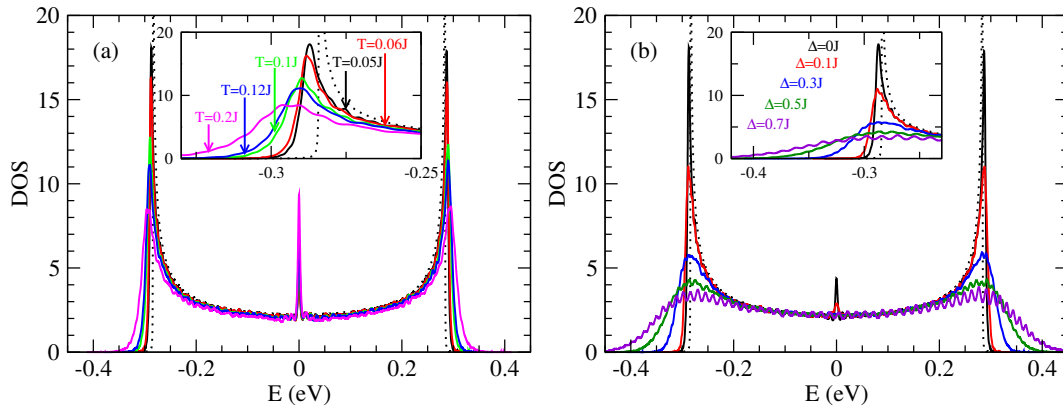 20
15
10
5
0
DOS
(a)
20
10
0
-0.3
-0.25
T=0.06J
T=0.1J
T=0.05J
T=0.12J
T=0.2J
-0.4
-0.2
0
0.2
0.4
E (eV)
20
15
10
5
0
DOS
(b)
20
10
0
-0.4
-0.3
Δ=0J
Δ=0.1J
Δ=0.3J
Δ=0.5J
Δ=0.7J
-0.4
-0.2
0
0.2
0.4
E (eV)